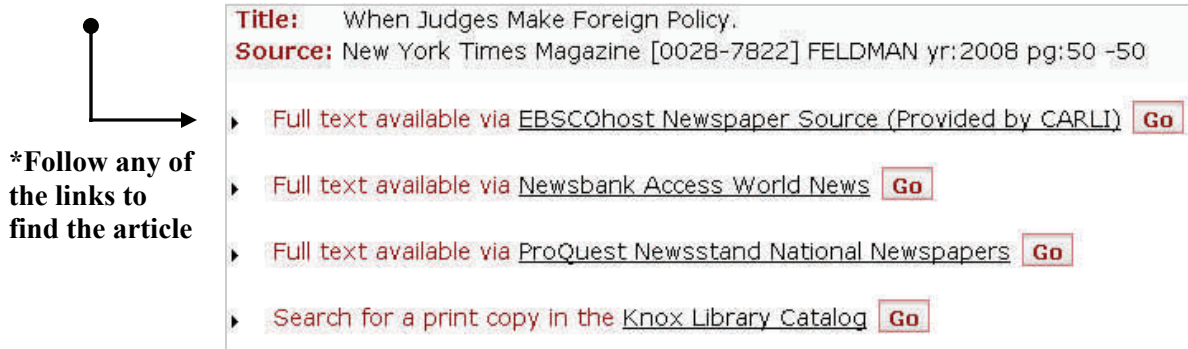 Title: When Judges Make Foreign Policy.
Source: New York Times Magazine [0028-7822] FELDMAN yr:2008 pg:50 -50
Full text available via EBSCOhost Newspaper Source (Provided by CARLI) Go
*Follow any of
the links to
find the article
Full text available via Newsbank Access World News Go
Full text available via ProQuest Newsstand National Newspapers Go
Search for a print copy in the Knox Library Catalog Go